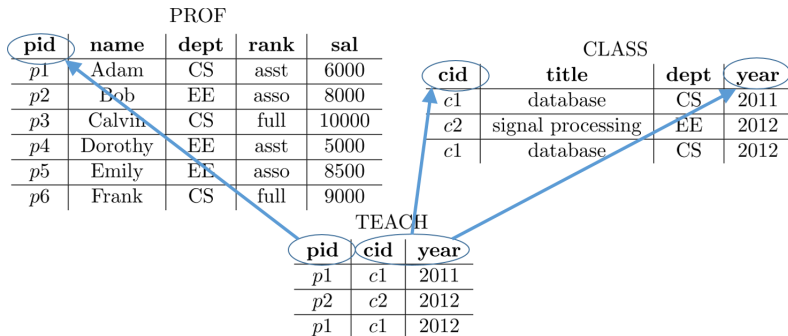 PROF
pid name dept rank sal
p1 Adam CS asst 6000
p2 Bob EE asso 8000
p3 Calvin CS full 10000
p4 Dorothy EE asst 5000
p5 Emily EE asso 8500
p6 Frank CS full 9000
CLASS
cid title dept year
c1 database CS 2011
c2 signal processing EE 2012
c1 database CS 2012
TEACH
pid cid year
p1 c1 2011
p2 c2 2012
p1 c1 2012